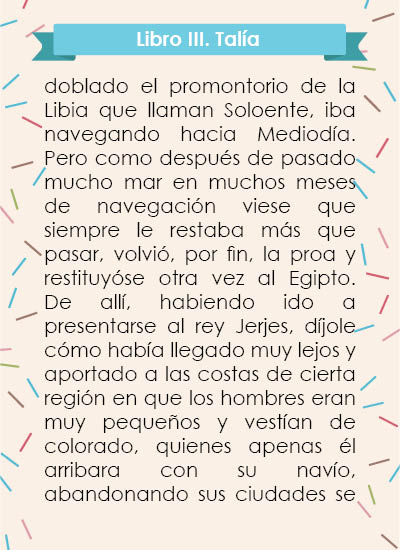 Libro III. Talía
doblado el promontorio de la
Libia que llaman Soloente, iba
navegando hacia Mediodía.
Pero como después de pasado
mucho mar en muchos meses
de navegación viese que
siempre le restaba más que
pasar, volvió, por fin, la proa y
restituyóse otra vez al Egipto.
De allí, habiendo ido a
presentarse al rey Jerjes, díjole
cómo había llegado muy lejos y
aportado a las costas de cierta
región en que los hombres eran
muy pequeños y vestían de
colorado, quienes apenas él
arribara con su navío,
abandonando sus ciudades se